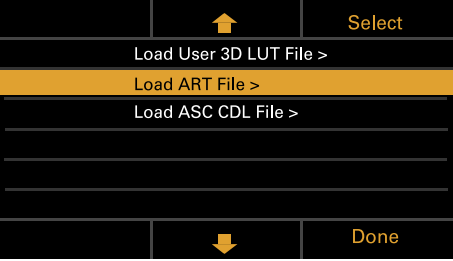 Select
Load User 3D LUT File >
Load ART File >
Load ASC CDL File >
Done